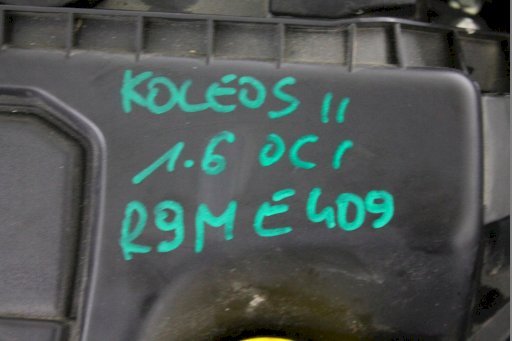 KOLEOS II
1.6 DCI
R9M E409